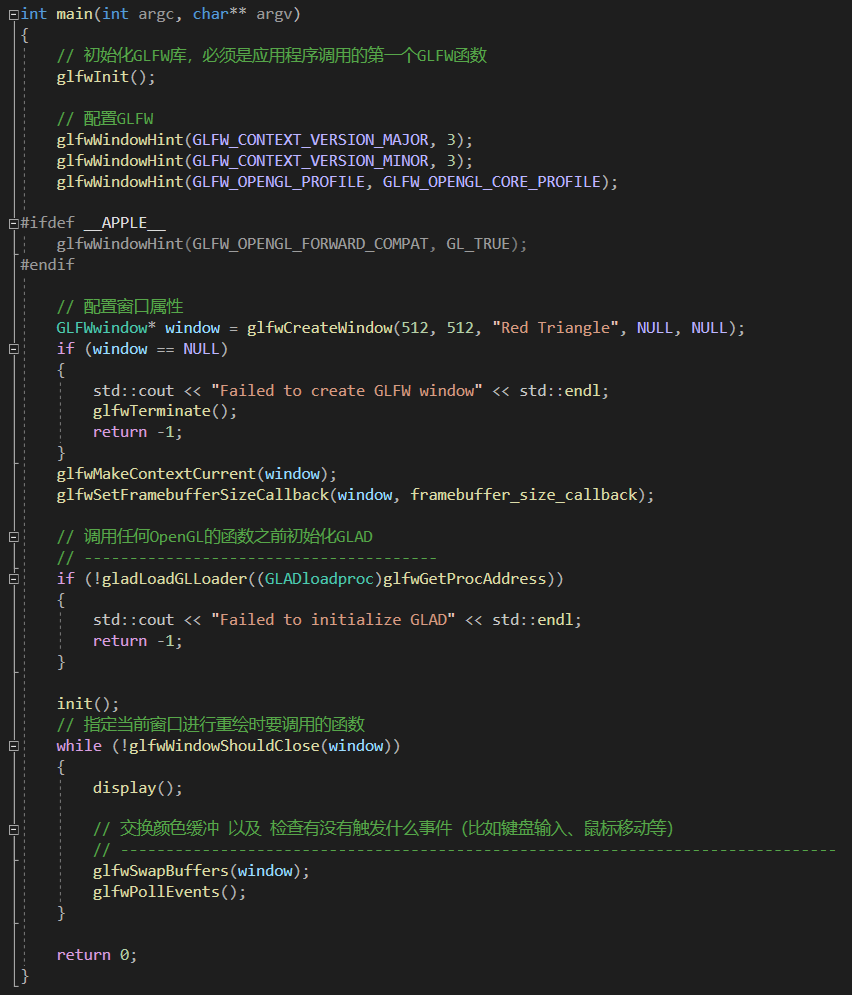 int main(int argc, char** argv)
{
// 初始化GLFW库，必须是应用程序调用的第一个GLFW函数
glfwInit();
// 配置GLFW
glfwWindowHint(GLFW_CONTEXT_VERSION_MAJOR, 3);
glfwWindowHint(GLFW_CONTEXT_VERSION_MINOR, 3);
glfwWindowHint(GLFW_OPENGL_PROFILE, GLFW_OPENGL_CORE_PROFILE);
#ifdef __APPLE__
glfwWindowHint(GLFW_OPENGL_FORWARD_COMPAT, GL_TRUE);
#endif
// 配置窗口属性
GLFWwindow* window = glfwCreateWindow(512, 512, "Red Triangle", NULL, NULL);
if (window == NULL)
{
std::cout << "Failed to create GLFW window" << std::endl;
glfwTerminate();
return -1;
}
glfwMakeContextCurrent(window);
glfwSetFramebufferSizeCallback(window, framebuffer_size_callback);
// 调用任何OpenGL的函数之前初始化GLAD
// ---------------------------------------
if (!gladLoadGLLoader((GLADloadproc)glfwGetProcAddress))
{
std::cout << "Failed to initialize GLAD" << std::endl;
return -1;
}
init();
// 指定当前窗口进行重绘时要调用的函数
while (!glfwWindowShouldClose(window))
{
display();
// 交换颜色缓冲 以及 检查有没有触发什么事件（比如键盘输入、鼠标移动等）
// -------------------------------------------------------------------------------
glfwSwapBuffers(window);
glfwPollEvents();
}
return 0;
}